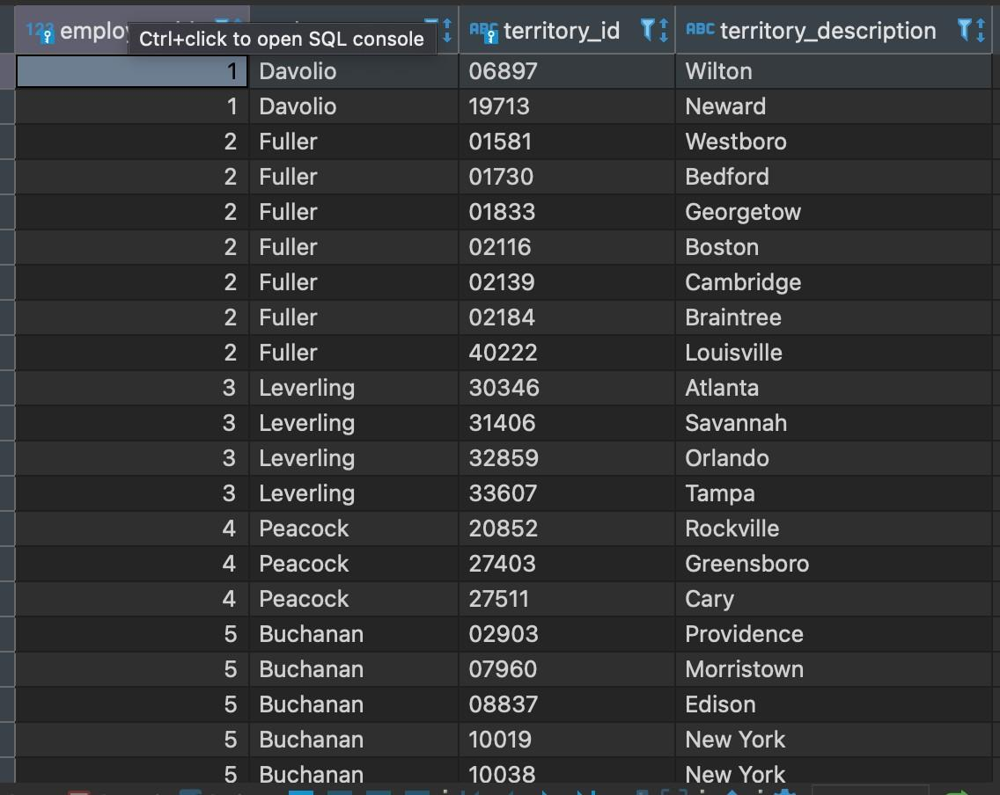 123 employ
Ctrl+click to open SQL console
ABC territory_id
ABC territory_description
1 Davolio 06897 Wilton
1 Davolio 19713 Neward
2 Fuller 01581 Westboro
2 Fuller 01730 Bedford
2 Fuller 01833 Georgetow
2 Fuller 02116 Boston
2 Fuller 02139 Cambridge
2 Fuller 02184 Braintree
2 Fuller 40222 Louisville
3 Leverling 30346 Atlanta
3 Leverling 31406 Savannah
3 Leverling 32859 Orlando
3 Leverling 33607 Tampa
4 Peacock 20852 Rockville
4 Peacock 27403 Greensboro
4 Peacock 27511 Cary
5 Buchanan 02903 Providence
5 Buchanan 07960 Morristown
5 Buchanan 08837 Edison
5 Buchanan 10019 New York
5 Buchanan 10038 New York